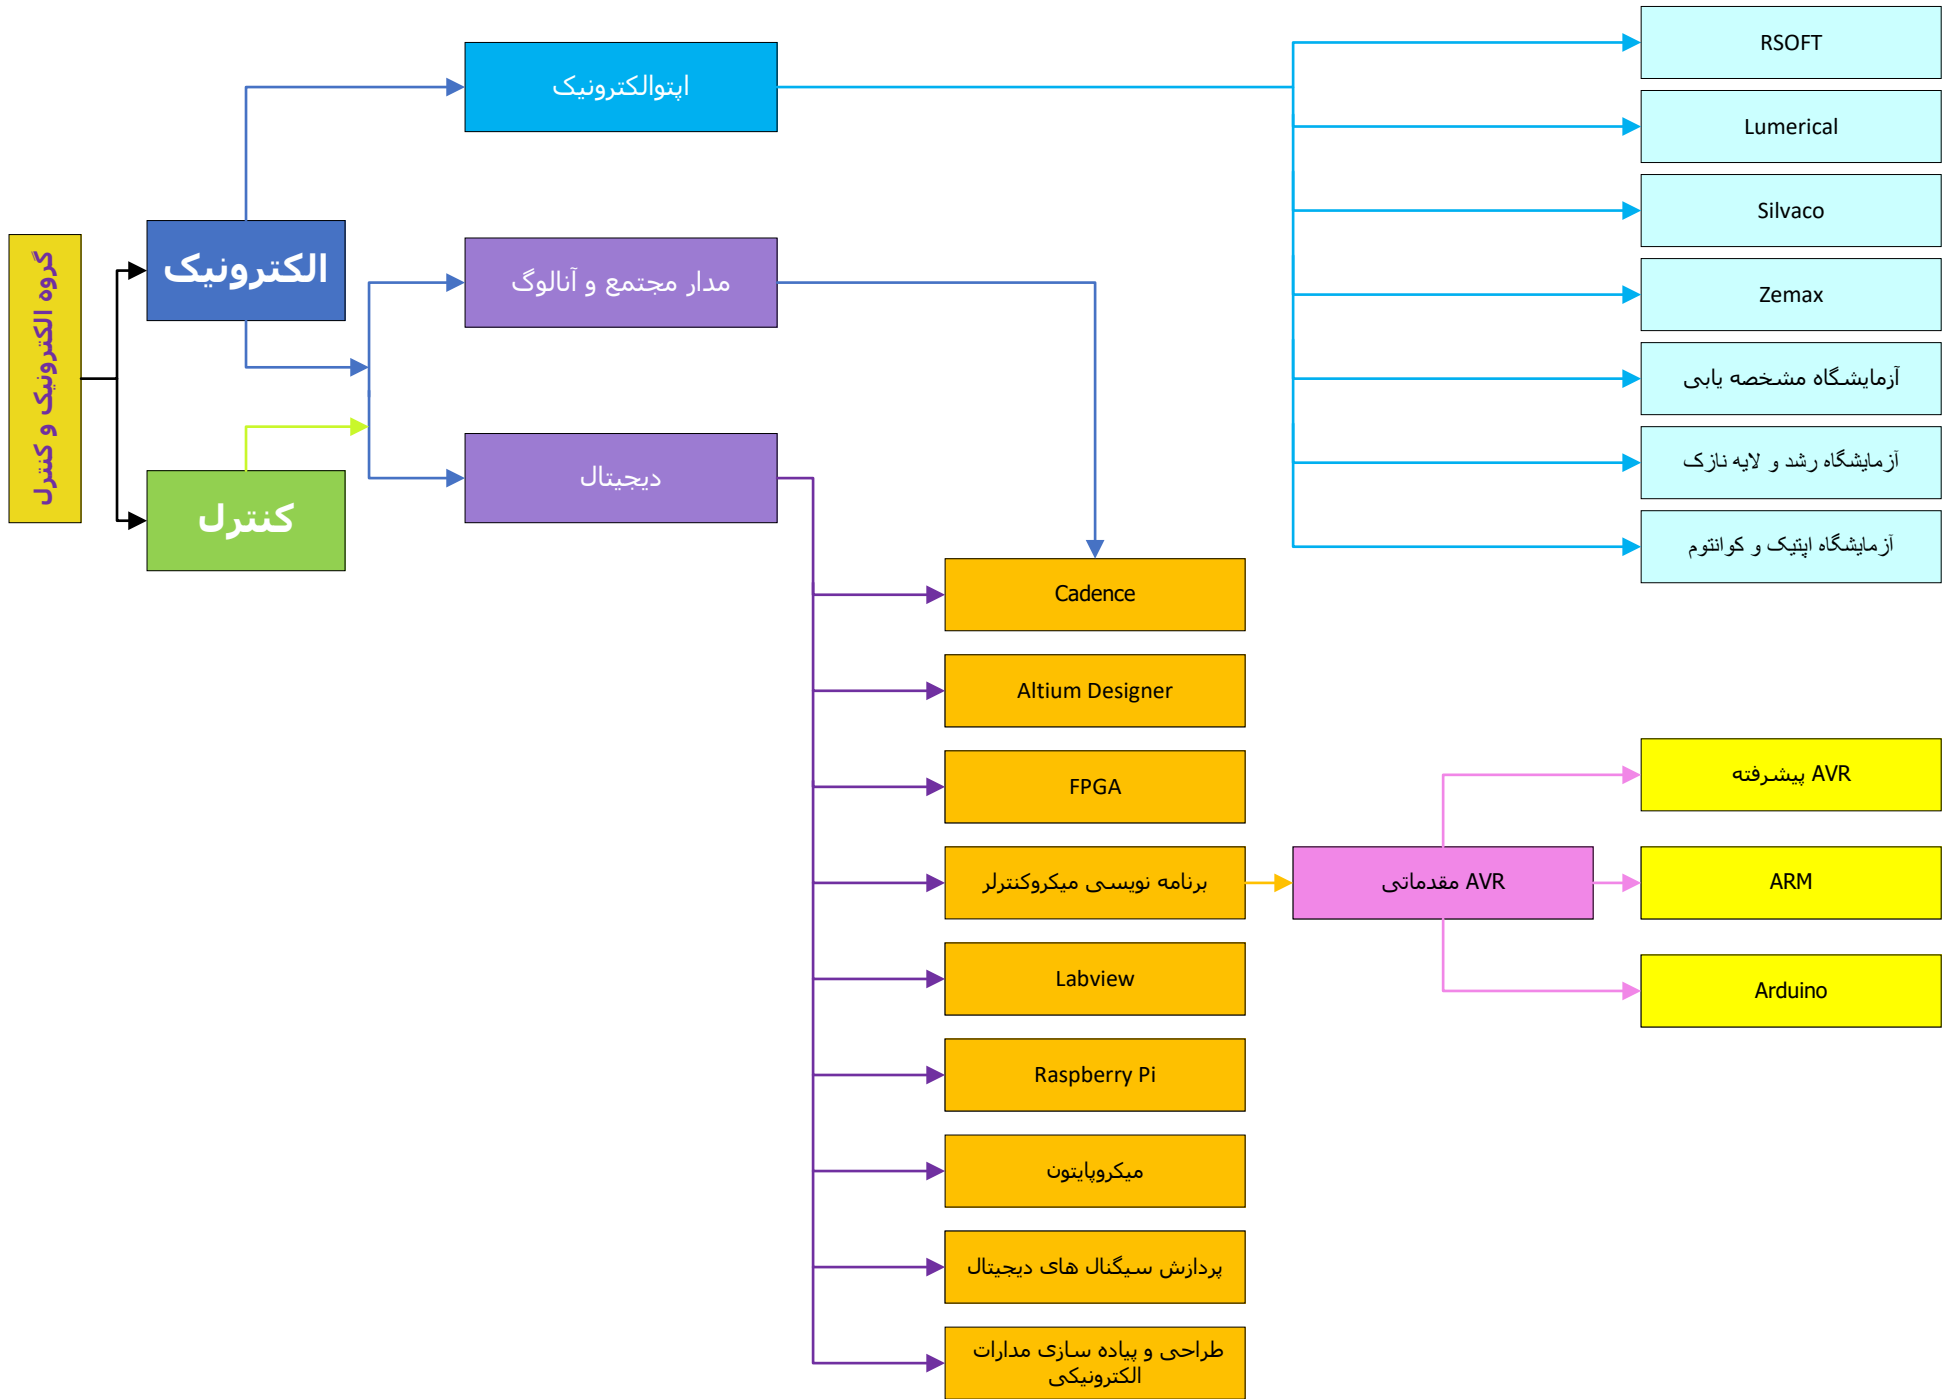 گروه الکترونیک و کنترل
الکترونیک
کنترل
اپتوالکترونیک
مدار مجتمع و آنالوگ
دیجیتال
RSOFT
Lumerical
Silvaco
Zemax
آزمایشگاه مشخصه یابی
آزمایشگاه رشد و لایه نازک
آزمایشگاه اپتیک و کوانتوم
Cadence
Altium Designer
FPGA
برنامه نویسی میکروکنترلر
Labview
Raspberry Pi
میکروپایتون
پردازش سیگنال های دیجیتال
طراحی و پیاده سازی مدارات
الکترونیکی
AVR مقدماتی
AVR پیشرفته
ARM
Arduino